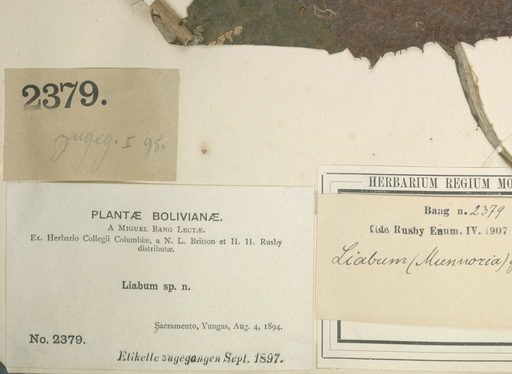 2379.
zugeg. I 95.
PLANTÆ BOLIVIANÆ.
A MIGUEL BANG LECTÆ.
Ex. Herbario Collegii Columbiæ, a N. L. Britton et H. H. Rusby
distributæ.
Liabum sp. n.
Sacramento, Yungas, Aug. 4, 1894.
No. 2379.
Etikette zugegangen Sept. 1897.
HERBARIUM REGIUM MO
Bang n. 2379
fide Rusby Enum. IV. 1907
Liabum (Munnozia)